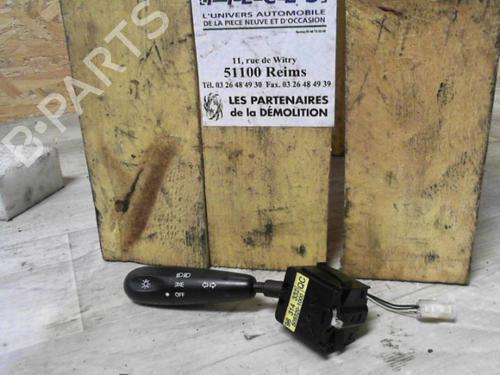 L'UNIVERS AUTOMOBILE
DE LA PIECE NEUVE ET D'OCCASION
11, rue de Witry
51100 Reims
Tél. 03 26 48 49 30 Fax. 03 26 48 49 39
LES PARTENAIRES
de la DÉMOLITION
B-PARTS
OFF
QC